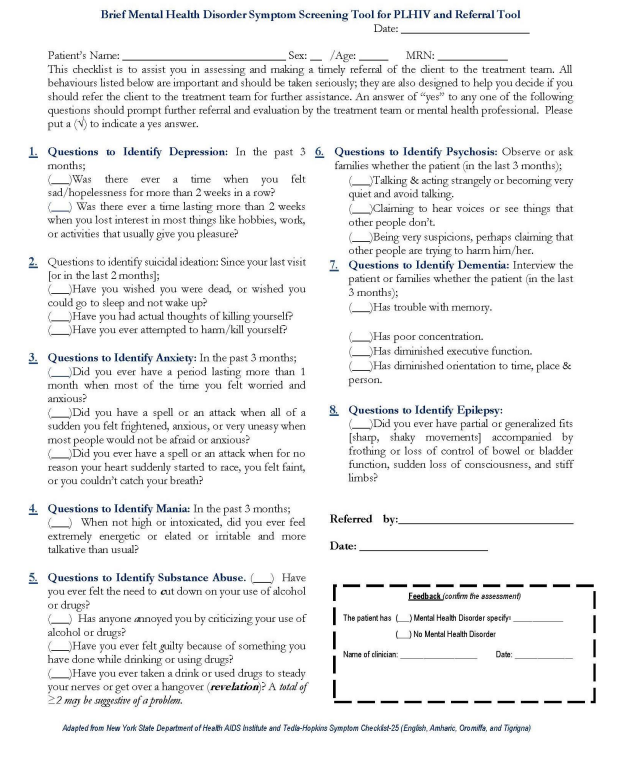 Brief Mental Health Disorder Symptom Screening Tool for PLHIV and Referral Tool
Date: ____________________
Patient's Name: ____________________________ Sex: __ /Age: _____ MRN: ____________
This checklist is to assist you in assessing and making a timely referral of the client to the treatment team. All
behaviours listed below are important and should be taken seriously; they are also designed to help you decide if you
should refer the client to the treatment team for further assistance. An answer of "yes" to any one of the following
questions should prompt further referral and evaluation by the treatment team or mental health professional. Please
put a (√) to indicate a yes answer.
1. Questions to Identify Depression: In the past 3
months;
(___)Was there ever a time when you felt
sad/hopelessness for more than 2 weeks in a row?
(___) Was there ever a time lasting more than 2 weeks
when you lost interest in most things like hobbies, work,
or activities that usually give you pleasure?
2. Questions to identify suicidal ideation: Since your last visit
[or in the last 2 months];
(___)Have you wished you were dead, or wished you
could go to sleep and not wake up?
(___)Have you had actual thoughts of killing yourself?
(___)Have you ever attempted to harm/kill yourself?
3. Questions to Identify Anxiety: In the past 3 months;
(___)Did you ever have a period lasting more than 1
month when most of the time you felt worried and
anxious?
(___)Did you have a spell or an attack when all of a
sudden you felt frightened, anxious, or very uneasy when
most people would not be afraid or anxious?
(___)Did you ever have a spell or an attack when for no
reason your heart suddenly started to race, you felt faint,
or you couldn't catch your breath?
4. Questions to Identify Mania: In the past 3 months;
(___) When not high or intoxicated, did you ever feel
extremely energetic or elated or irritable and more
talkative than usual?
5. Questions to Identify Substance Abuse. (___) Have
you ever felt the need to cut down on your use of alcohol
or drugs?
(___) Has anyone annoyed you by criticizing your use of
alcohol or drugs?
(___)Have you ever felt guilty because of something you
have done while drinking or using drugs?
(___)Have you ever taken a drink or used drugs to steady
your nerves or get over a hangover (revelation)? A total of
≥2 may be suggestive of a problem.
6. Questions to Identify Psychosis: Observe or ask
families whether the patient (in the last 3 months);
(___)Talking & acting strangely or becoming very
quiet and avoid talking.
(___)Claiming to hear voices or see things that
other people don't.
(___)Being very suspicions, perhaps claiming that
other people are trying to harm him/her.
7. Questions to Identify Dementia: Interview the
patient or families whether the patient (in the last
3 months);
(___)Has trouble with memory.
(___)Has poor concentration.
(___)Has diminished executive function.
(___)Has diminished orientation to time, place &
person.
8. Questions to Identify Epilepsy:
(___)Did you ever have partial or generalized fits
[sharp, shaky movements] accompanied by
frothing or loss of control of bowel or bladder
function, sudden loss of consciousness, and stiff
limbs?
Referred by:______________________________
Date: ______________________
Feedback (confirm the assessment)
The patient has (___) Mental Health Disorder specify: _____________
(___) No Mental Health Disorder
Name of clinician: ____________________ Date: _______________
Adapted from New York State Department of Health AIDS Institute and Tedla-Hopkins Symptom Checklist-25 (English, Amharic, Oromiffa, and Tigrigna)